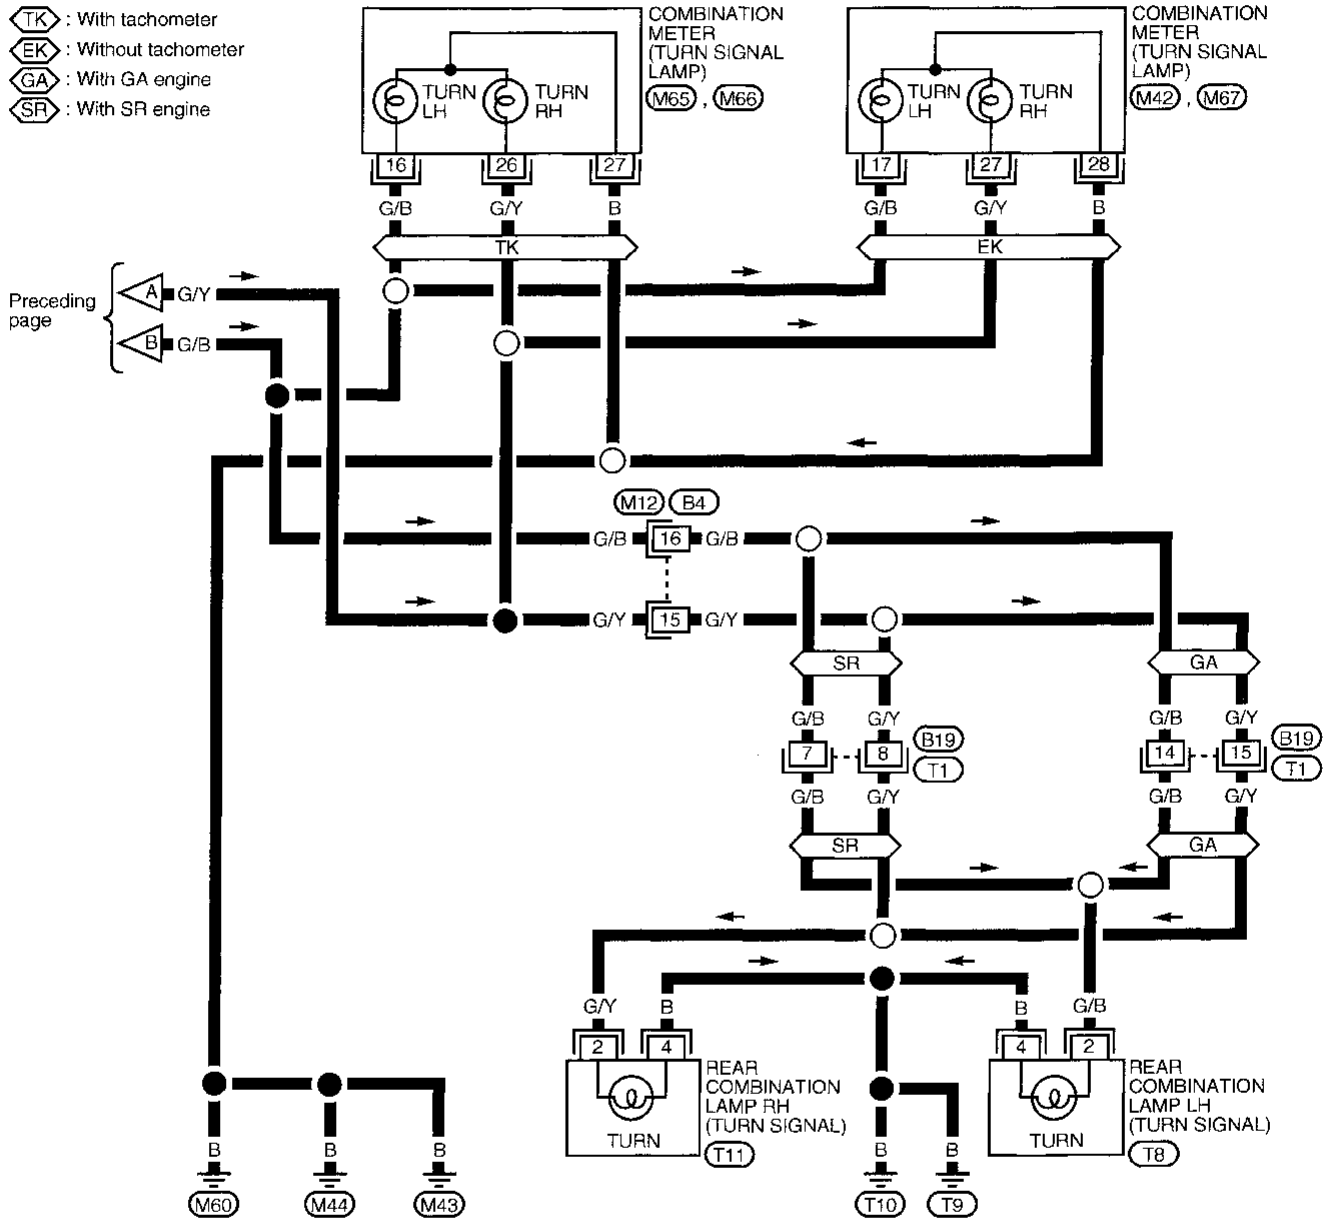 TK : With tachometer
EK : Without tachometer
GA : With GA engine
SR : With SR engine
COMBINATION
METER
(TURN SIGNAL
LAMP)
M65 , M66
COMBINATION
METER
(TURN SIGNAL
LAMP)
M42 , M67
TURN
LH
TURN
RH
TURN
LH
TURN
RH
16 26 27
17 27 28
G/B G/Y B
G/B G/Y B
TK
EK
Preceding
page
A G/Y
B G/B
M12 B4
G/B 16 G/B
G/Y 15 G/Y
SR
GA
G/B G/Y
G/B G/Y
7 8
B19
T1
14 15
B19
T1
G/B G/Y
G/B G/Y
SR
GA
G/Y B
B G/B
2 4
4 2
REAR
COMBINATION
LAMP RH
(TURN SIGNAL)
T11
TURN
REAR
COMBINATION
LAMP LH
(TURN SIGNAL)
T8
TURN
B B B
B B
M60 M44 M43
T10 T9